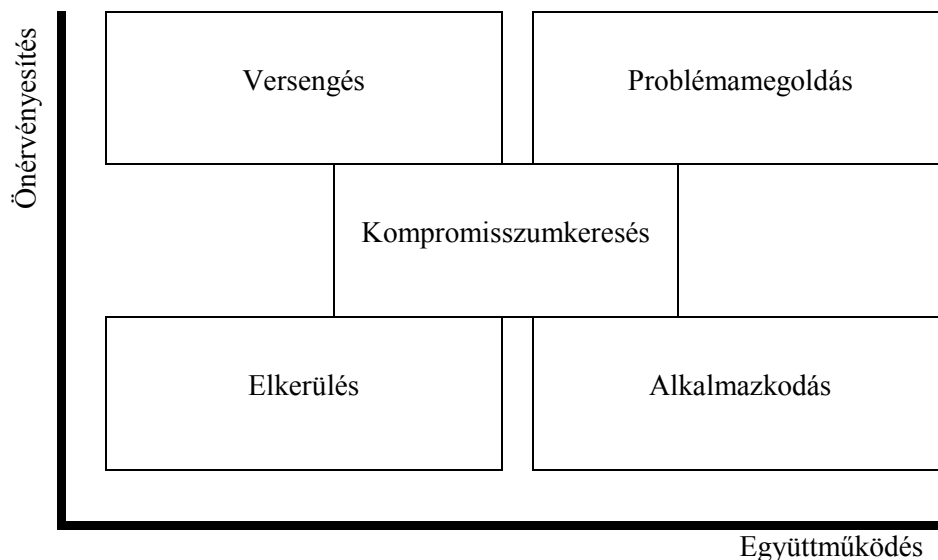 Önérvényesítés
Versengés
Problémamegoldás
Kompromisszumkeresés
Elkerülés
Alkalmazkodás
Együttműködés